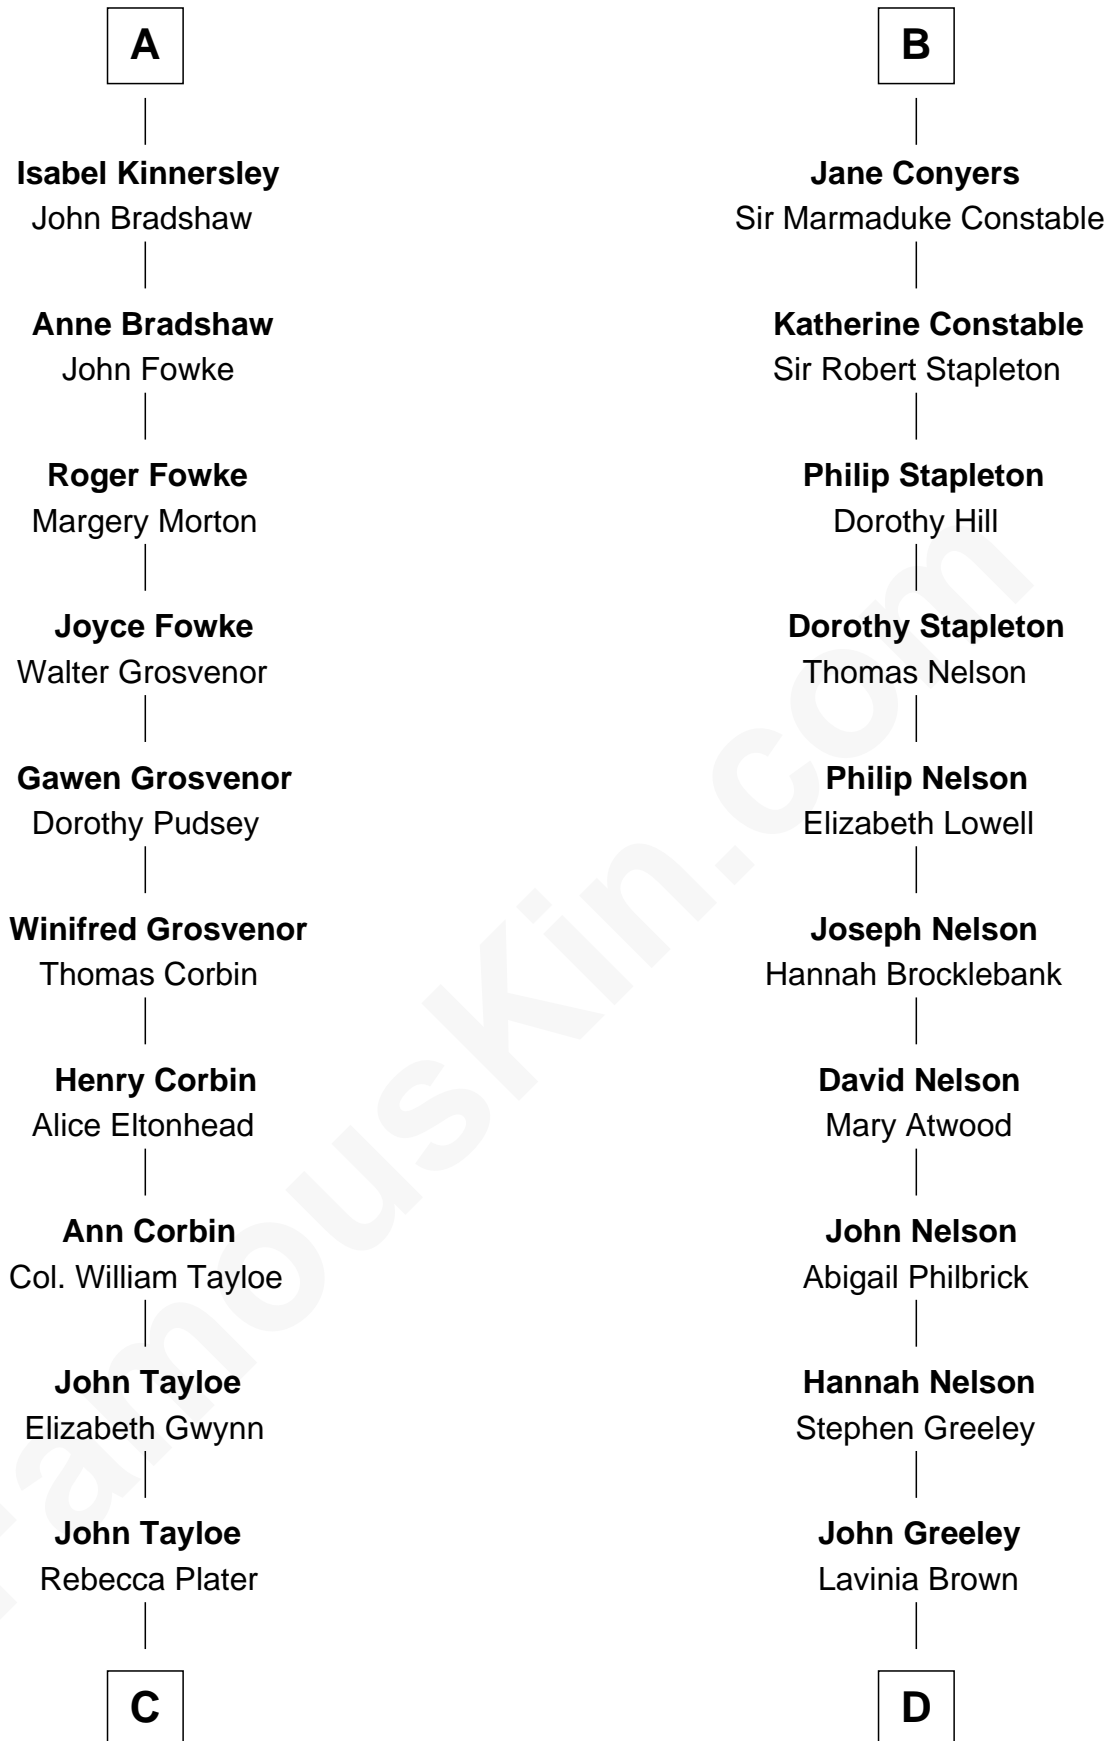 A
Isabel Kinnersley
John Bradshaw
Anne Bradshaw
John Fowke
Roger Fowke
Margery Morton
Joyce Fowke
Walter Grosvenor
Gawen Grosvenor
Dorothy Pudsey
Winifred Grosvenor
Thomas Corbin
Henry Corbin
Alice Eltonhead
Ann Corbin
Col. William Tayloe
John Tayloe
Elizabeth Gwynn
John Tayloe
Rebecca Plater
C
B
Jane Conyers
Sir Marmaduke Constable
Katherine Constable
Sir Robert Stapleton
Philip Stapleton
Dorothy Hill
Dorothy Stapleton
Thomas Nelson
Philip Nelson
Elizabeth Lowell
Joseph Nelson
Hannah Brocklebank
David Nelson
Mary Atwood
John Nelson
Abigail Philbrick
Hannah Nelson
Stephen Greeley
John Greeley
Lavinia Brown
D
FamousKin.com